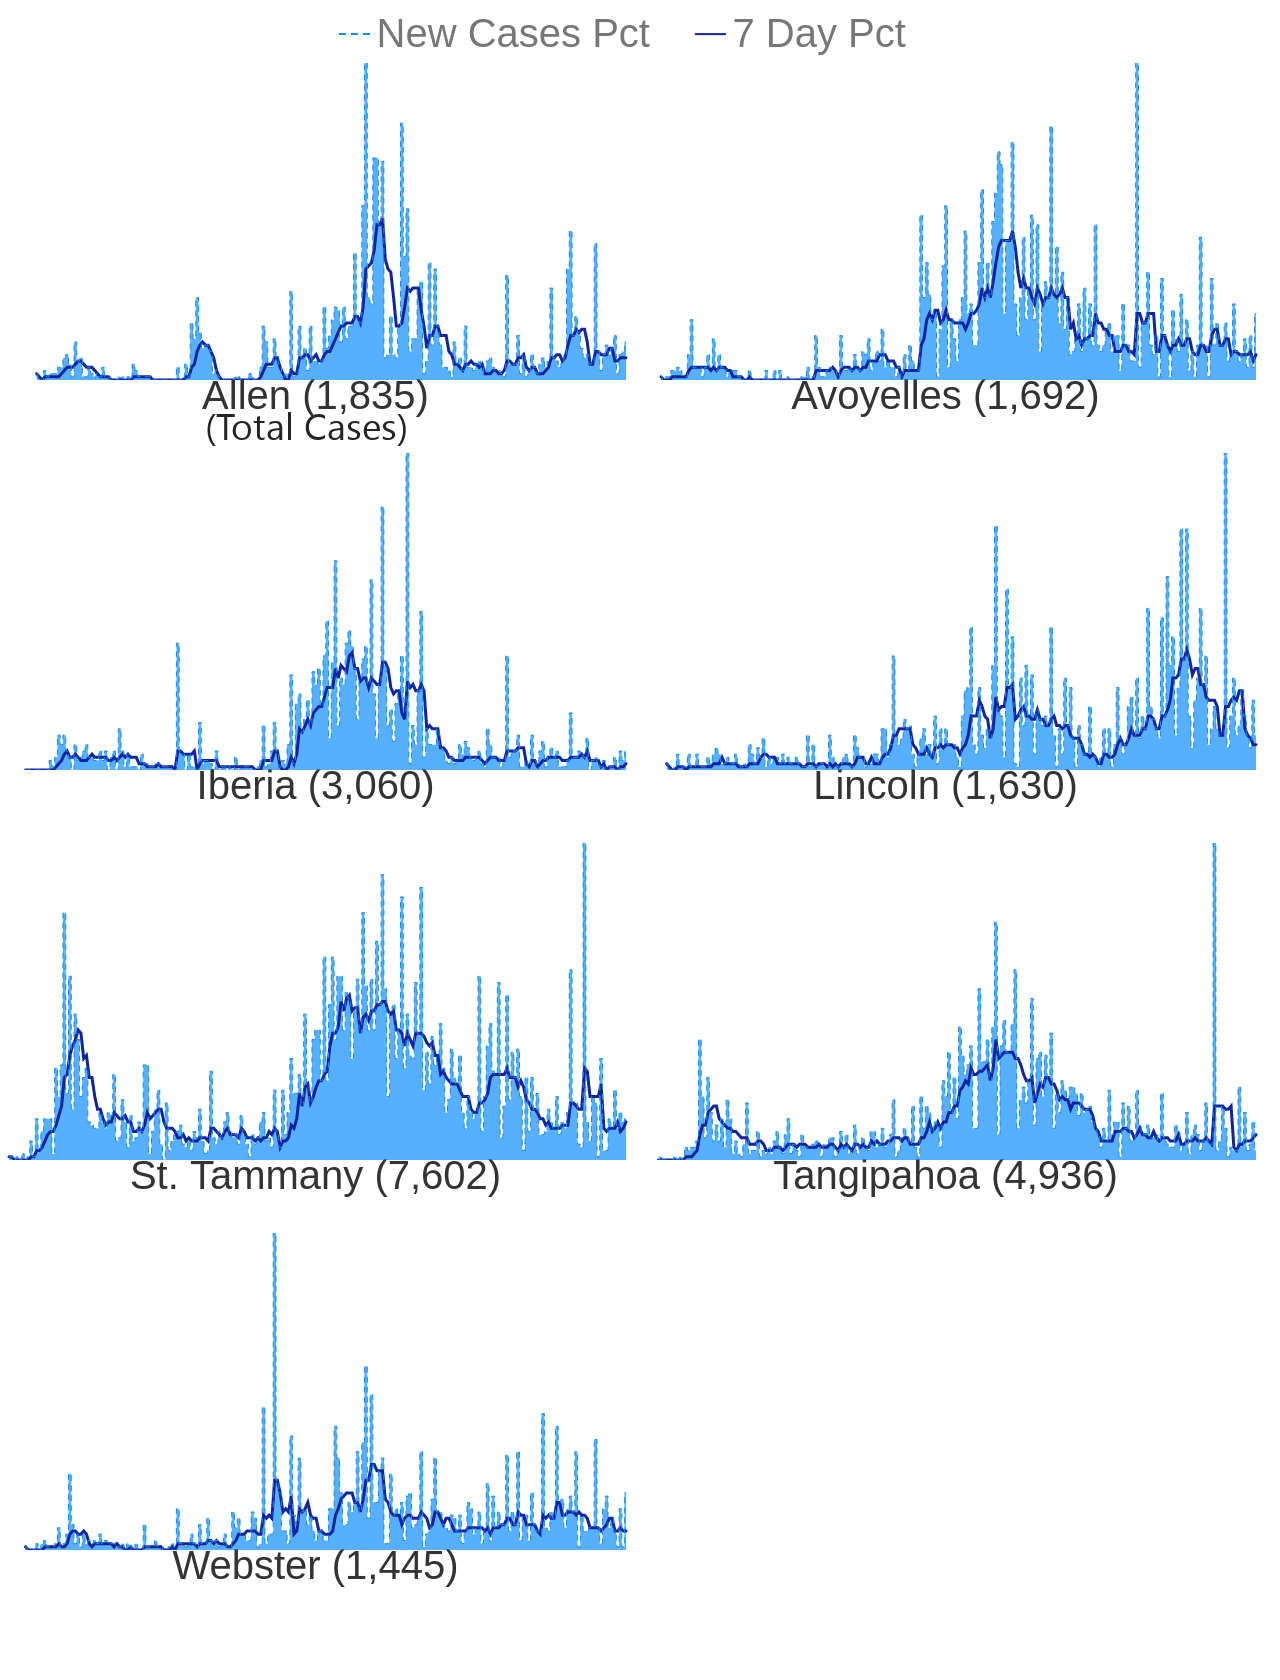 New Cases Pct 7 Day Pct
Allen (1,835) Avoyelles (1,692)
(Total Cases)
Iberia (3,060) Lincoln (1,630)
St. Tammany (7,602) Tangipahoa (4,936)
Webster (1,445)